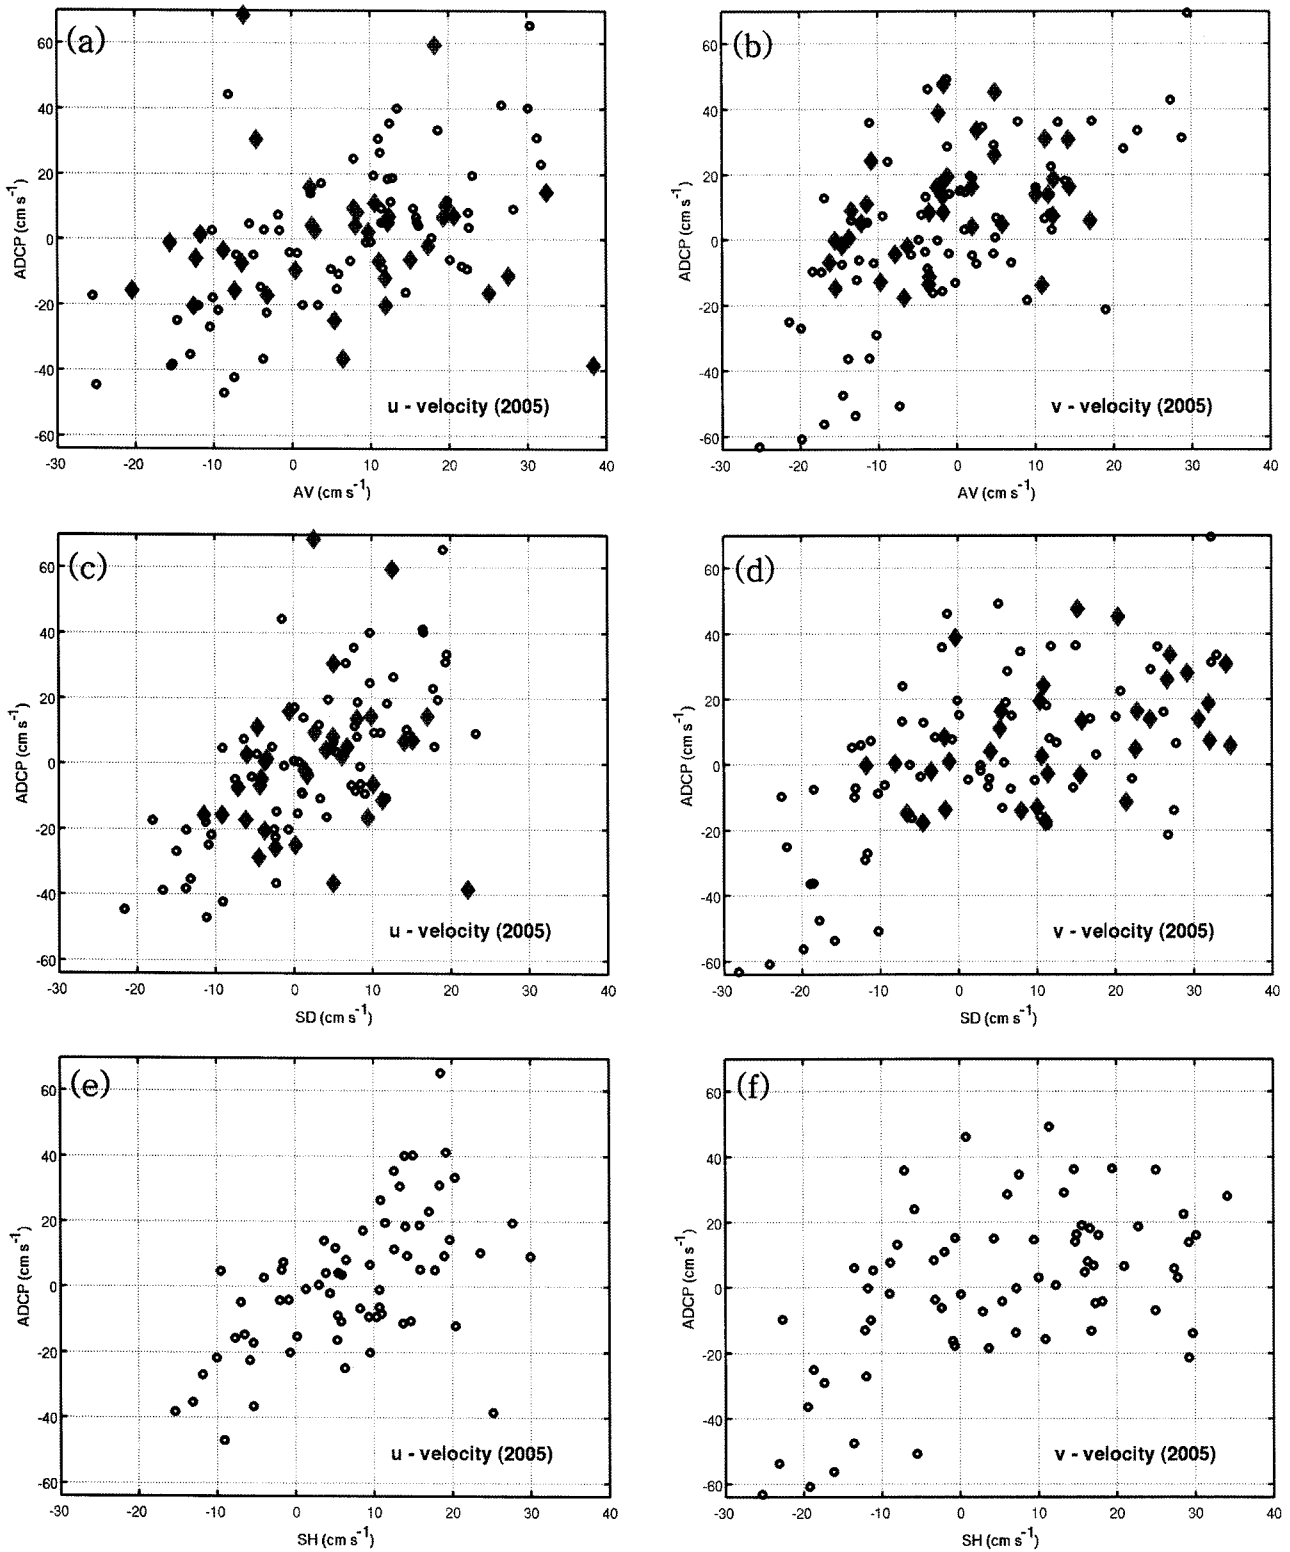 (a)
60
40
20
0
-20
-40
-60
ADCP (cm s-1)
u - velocity (2005)
-30 -20 -10 0 10 20 30 40
AV (cm s-1)
(b)
60
40
20
0
-20
-40
-60
ADCP (cm s-1)
v - velocity (2005)
-30 -20 -10 0 10 20 30 40
AV (cm s-1)
(c)
60
40
20
0
-20
-40
-60
ADCP (cm s-1)
u - velocity (2005)
-30 -20 -10 0 10 20 30 40
SD (cm s-1)
(d)
60
40
20
0
-20
-40
-60
ADCP (cm s-1)
v - velocity (2005)
-30 -20 -10 0 10 20 30 40
SD (cm s-1)
(e)
60
40
20
0
-20
-40
-60
ADCP (cm s-1)
u - velocity (2005)
-30 -20 -10 0 10 20 30 40
SH (cm s-1)
(f)
60
40
20
0
-20
-40
-60
ADCP (cm s-1)
v - velocity (2005)
-30 -20 -10 0 10 20 30 40
SH (cm s-1)